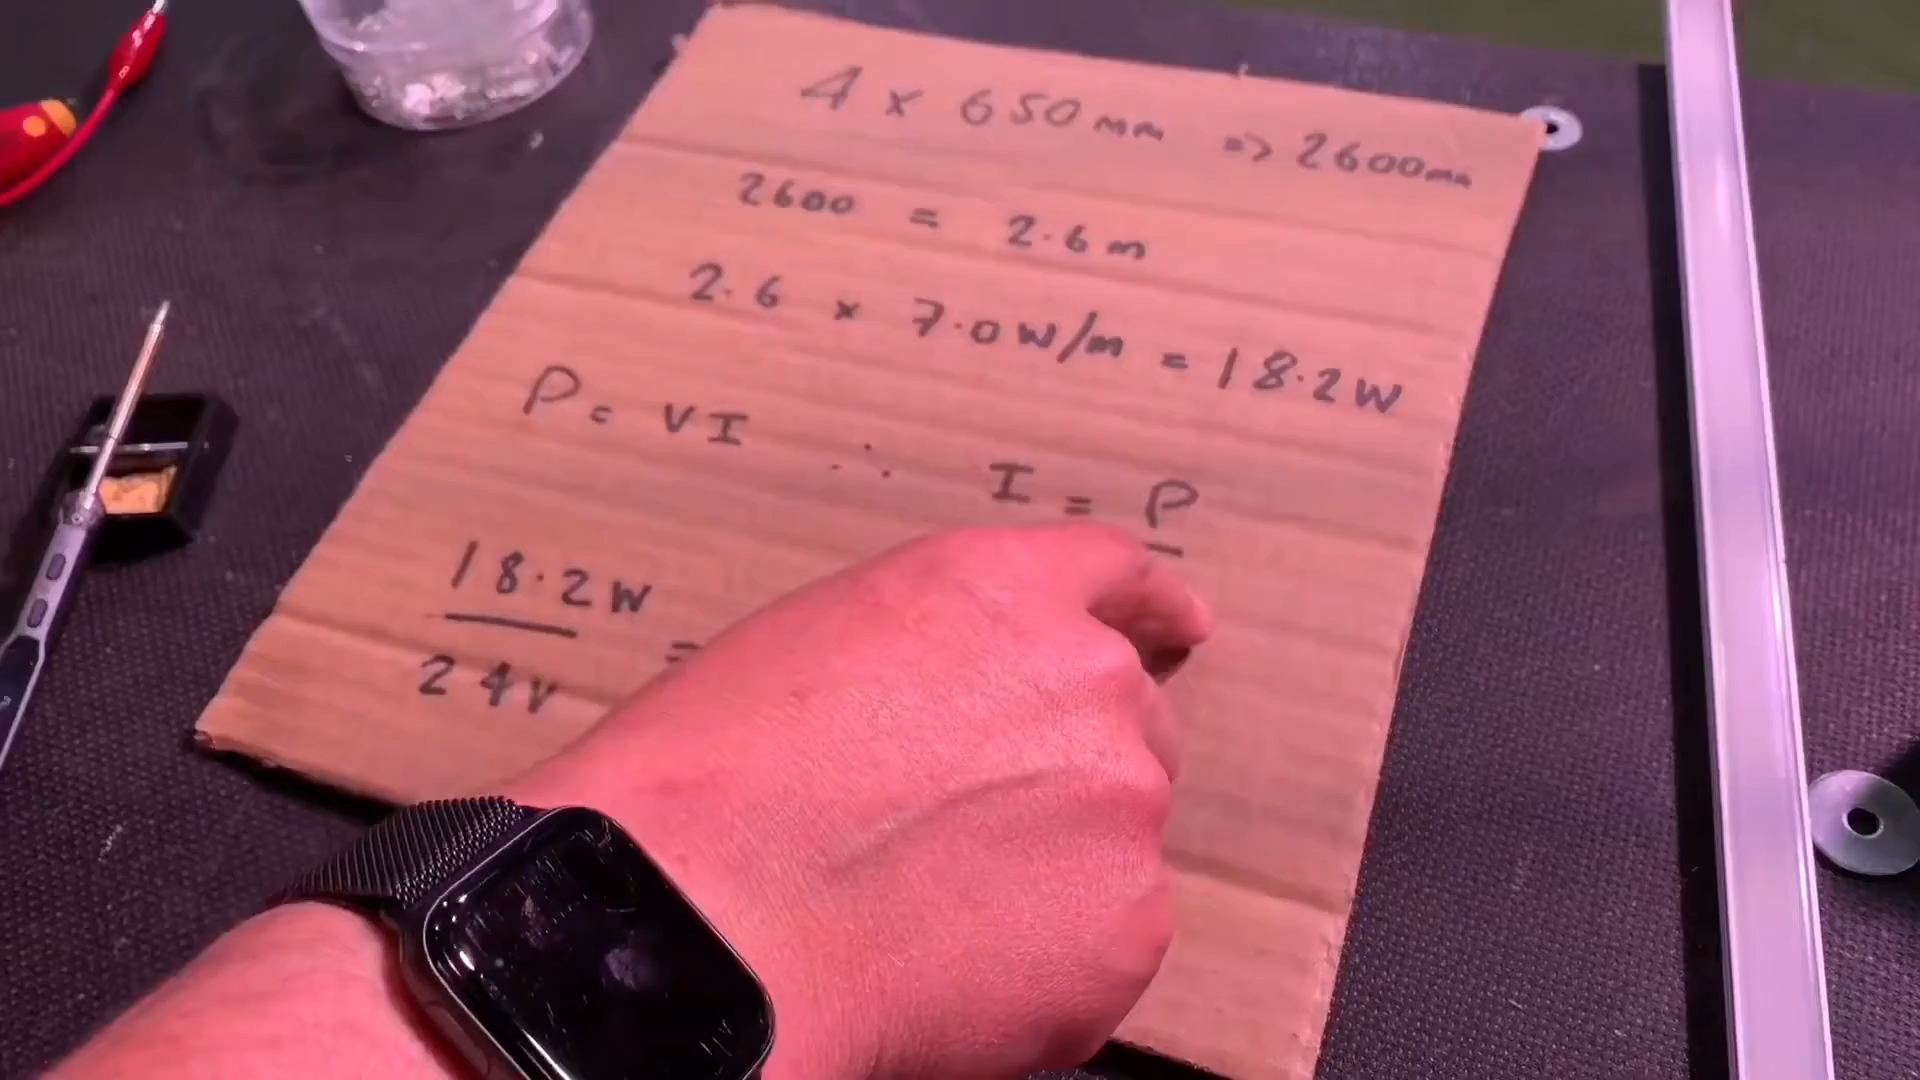 4 x 650mm => 2600mm
2600 = 2.6m
2.6 x 7.0W/m = 18.2W
P = VI ∴ I = P
18.2W
24V
=